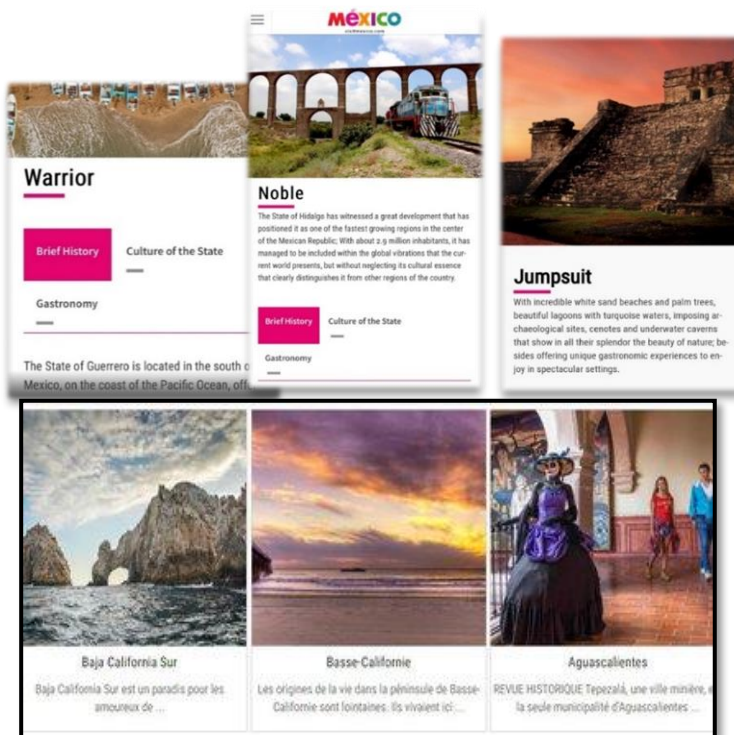 MéxICO
visitmexico.com
Warrior
Brief History
Culture of the State
Gastronomy
The State of Guerrero is located in the south o
Mexico, on the coast of the Pacific Ocean, off
Noble
The State of Hidalgo has witnessed a great development that has
positioned it as one of the fastest growing regions in the center
of the Mexican Republic; With about 2.9 million inhabitants, it has
managed to be included within the global vibrations that the cur-
rent world presents, but without neglecting its cultural essence
that clearly distinguishes it from other regions of the country.
Brief History
Culture of the State
Gastronomy
Jumpsuit
With incredible white sand beaches and palm trees,
beautiful lagoons with turquoise waters, imposing ar-
chaeological sites, cenotes and underwater caverns
that show in all their splendor the beauty of nature; be-
sides offering unique gastronomic experiences to en-
joy in spectacular settings.
Baja California Sur
Baja California Sur est un paradis pour les
amoureux de ...
Basse-Californie
Les origines de la vie dans la péninsule de Basse-
Californie sont lointaines. Ils vivaient ici ...
Aguascalientes
REVUE HISTORIQUE Tepezalá, une ville minière, e
la seule municipalité d'Aguascalientes ...